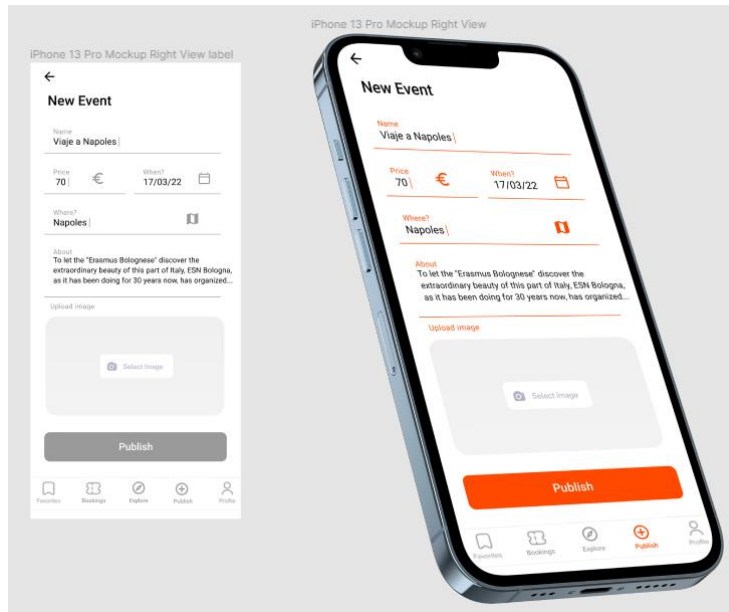 iPhone 13 Pro Mockup Right View
iPhone 13 Pro Mockup Right View label
New Event
Name
Viaje a Napoles
Price
70 €
When?
17/03/22
Where?
Napoles
About
To let the "Erasmus Bolognese" discover the
extraordinary beauty of this part of Italy, ESN Bologna,
as it has been doing for 30 years now, has organized...
Upload image
Select Image
Publish
Favorites Bookings Explore Publish Profile
New Event
Name
Viaje a Napoles
Price
70 €
When?
17/03/22
Where?
Napoles
About
To let the "Erasmus Bolognese" discover the
extraordinary beauty of this part of Italy, ESN Bologna,
as it has been doing for 30 years now, has organized...
Upload image
Select Image
Publish
Favorites Bookings Explore Publish Profile